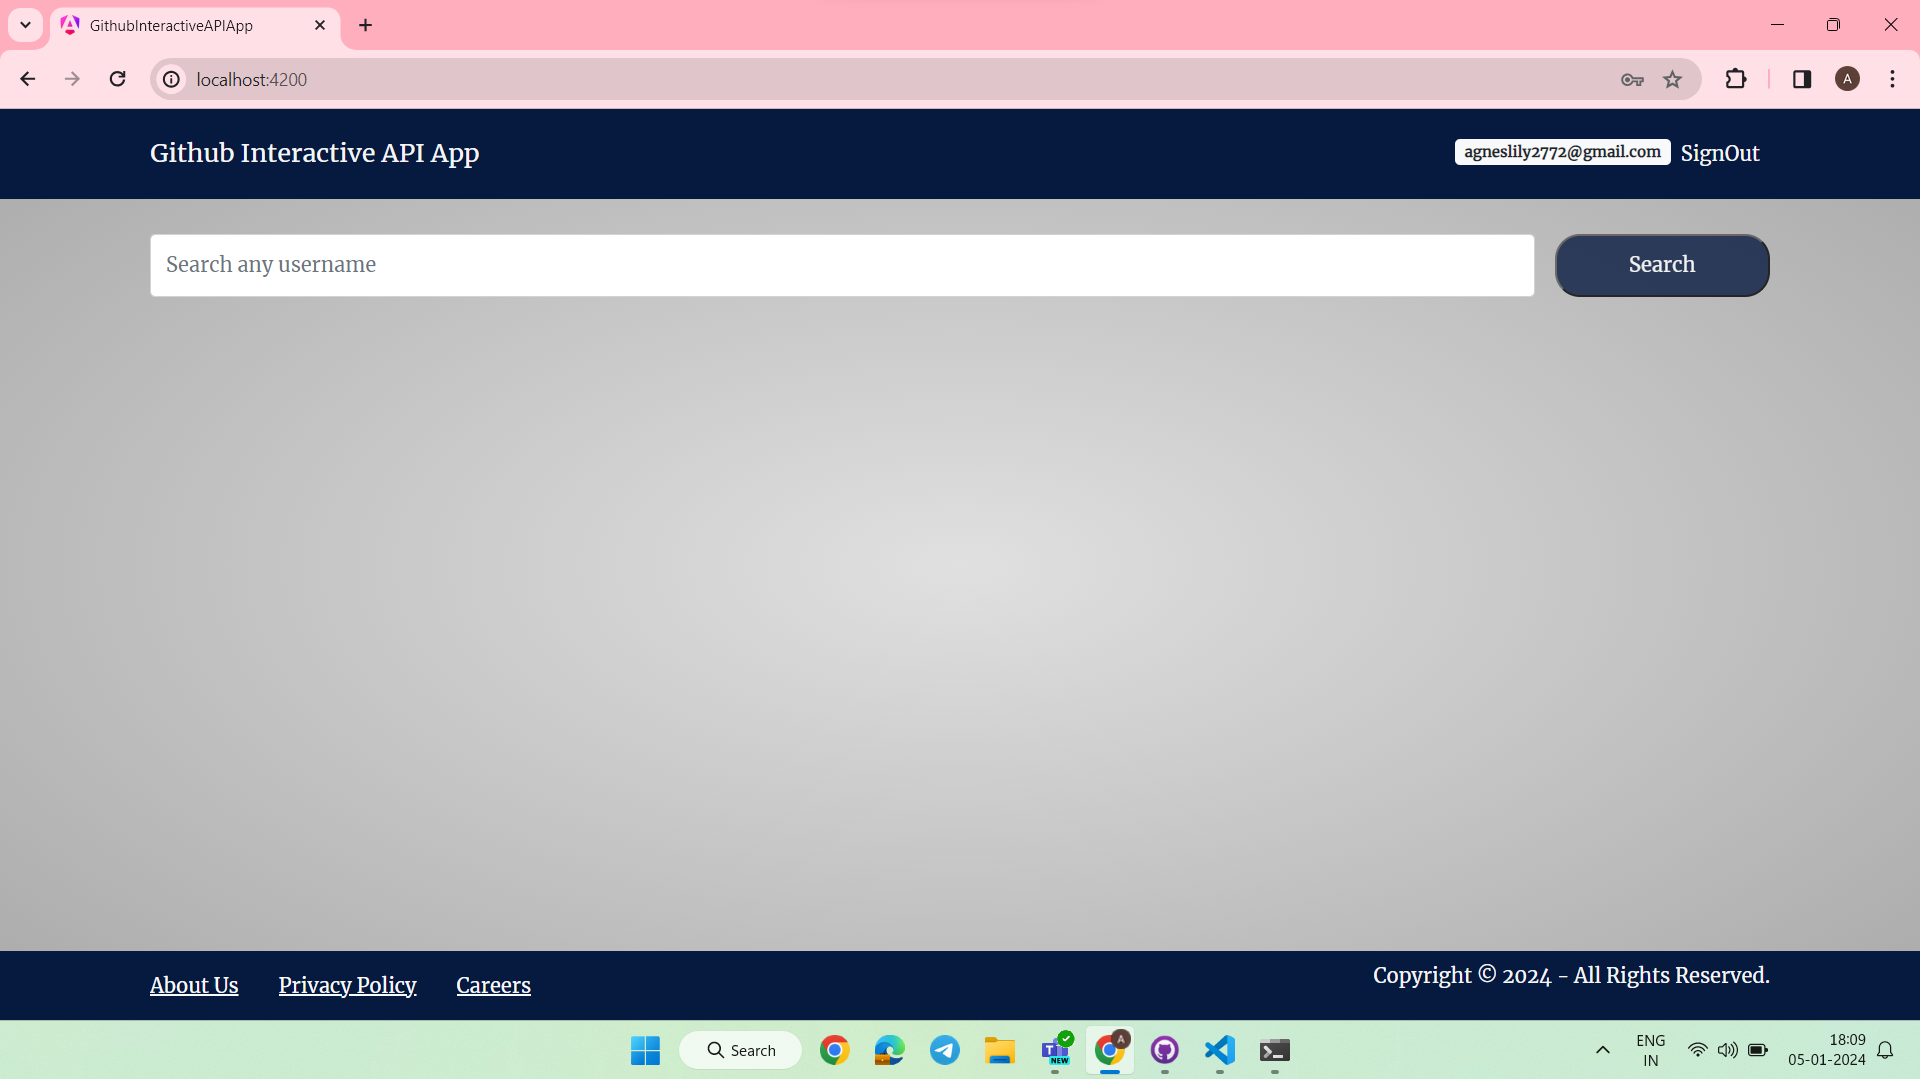 GithubInteractiveAPIApp
localhost:4200
A
Github Interactive API App
agneslily2772@gmail.com
SignOut
Search any username
Search
About Us
Privacy Policy
Careers
Copyright © 2024 - All Rights Reserved.
Search
T
NEW
A
ENG
IN
18:09
05-01-2024